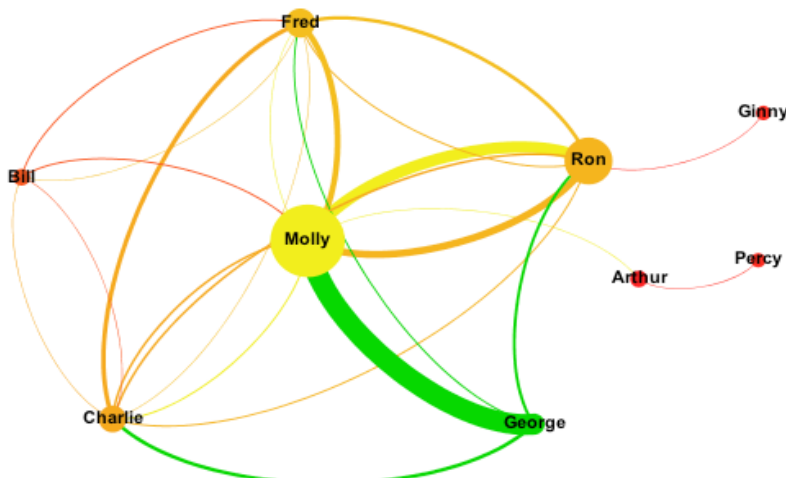 Fred
Ginny
Ron
Bill
Molly
Percy
Arthur
Charlie
George